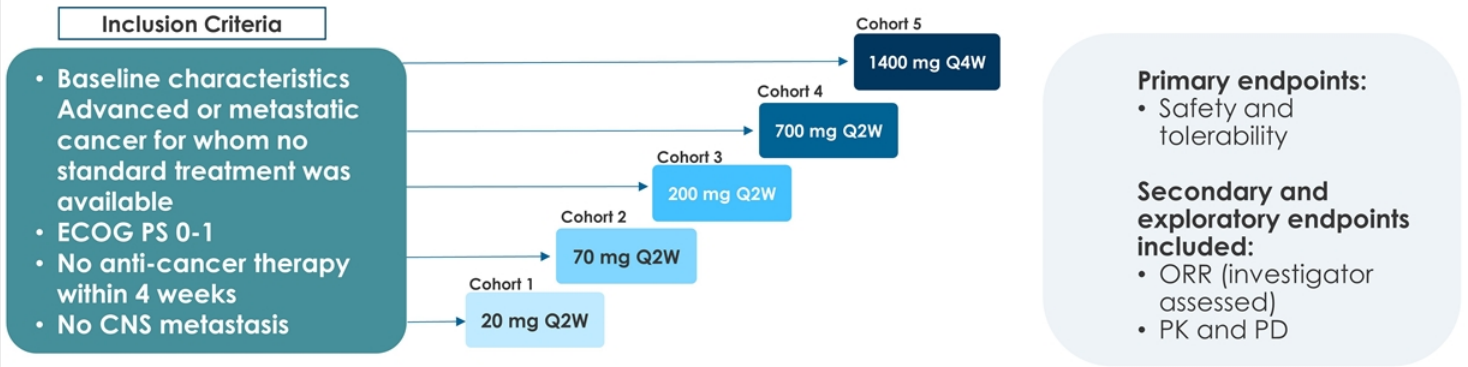 Inclusion Criteria
• Baseline characteristics
Advanced or metastatic
cancer for whom no
standard treatment was
available
• ECOG PS 0-1
• No anti-cancer therapy
within 4 weeks
• No CNS metastasis
Cohort 5
1400 mg Q4W
Cohort 4
700 mg Q2W
Cohort 3
200 mg Q2W
Cohort 2
70 mg Q2W
Cohort 1
20 mg Q2W
Primary endpoints:
• Safety and
tolerability
Secondary and
exploratory endpoints
included:
• ORR (investigator
assessed)
• PK and PD